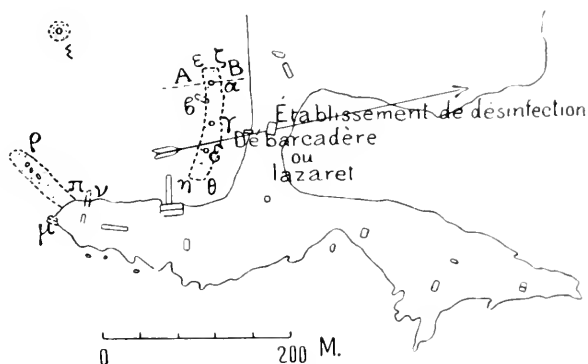 ξ
ε ζ
A B
α
β
γ
Établissement de désinfection
Débarcadère
ε
ou
lazaret
η θ
ρ
π ν
μ
0 200 M.